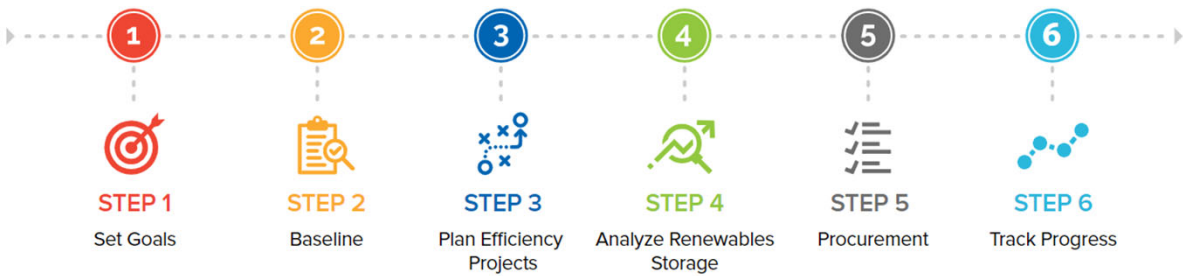 1 2 3 4 5 6
STEP 1 STEP 2 STEP 3 STEP 4 STEP 5 STEP 6
Set Goals Baseline Plan Efficiency Analyze Renewables Procurement Track Progress
Projects Storage